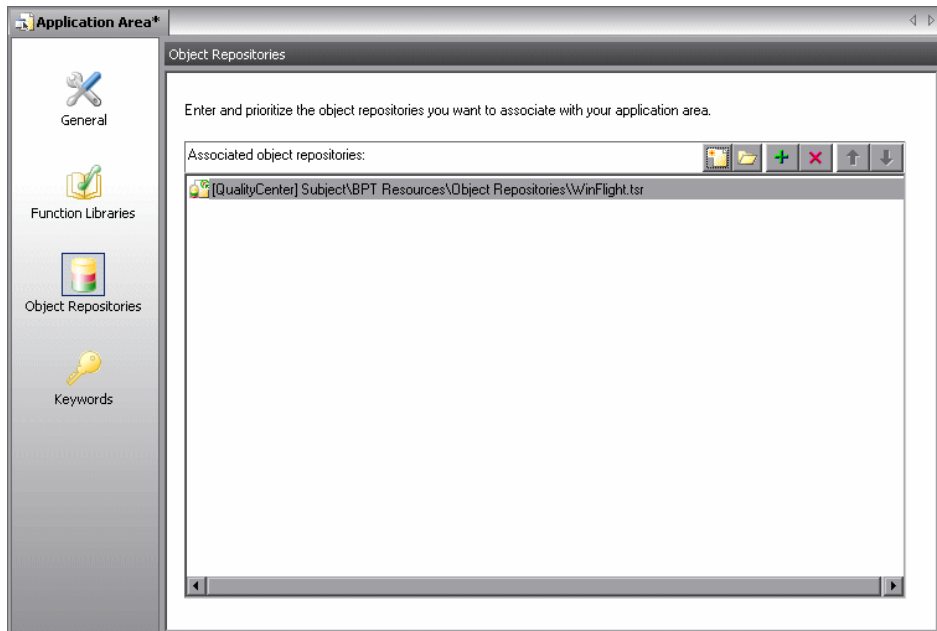 Application Area*
Object Repositories
General
Enter and prioritize the object repositories you want to associate with your application area.
Associated object repositories:
[QualityCenter] Subject\BPT Resources\Object Repositories\WinFlight.tsr
Function Libraries
Object Repositories
Keywords